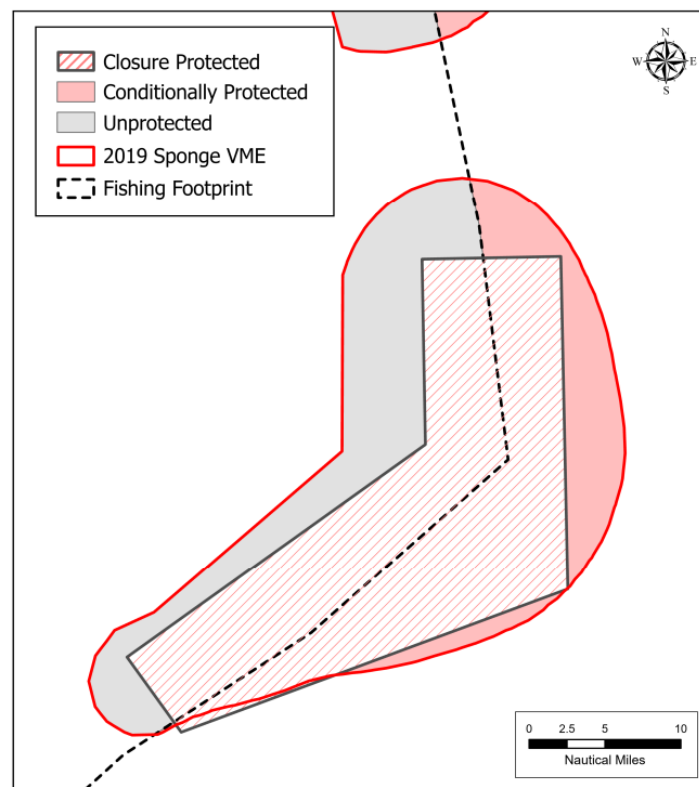 Closure Protected
Conditionally Protected
Unprotected
2019 Sponge VME
Fishing Footprint
N
W E
S
0 2.5 5 10
Nautical Miles